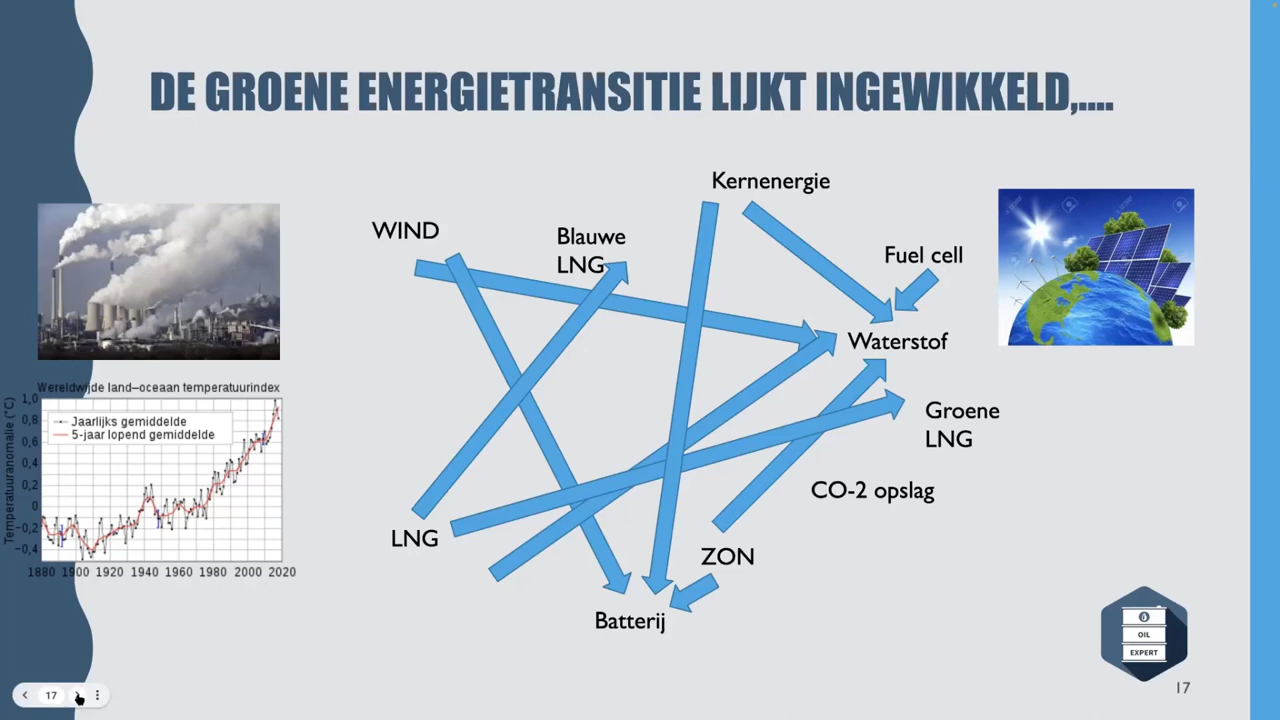 DE GROENE ENERGIETRANSITIE LIJKT INGEWIKKELD,....
Kernenergie
WIND
Blauwe
LNG
Fuel cell
Waterstof
Groene
LNG
CO-2 opslag
LNG
ZON
Batterij
Wereldwijde land–oceaan temperatuurindex
Temperatuuranomalie (°C)
Jaarlijks gemiddelde
5-jaar lopend gemiddelde
1,0
0,8
0,6
0,4
0,2
0
−0,2
−0,4
1880 1900 1920 1940 1960 1980 2000 2020
OIL
EXPERT
17
17